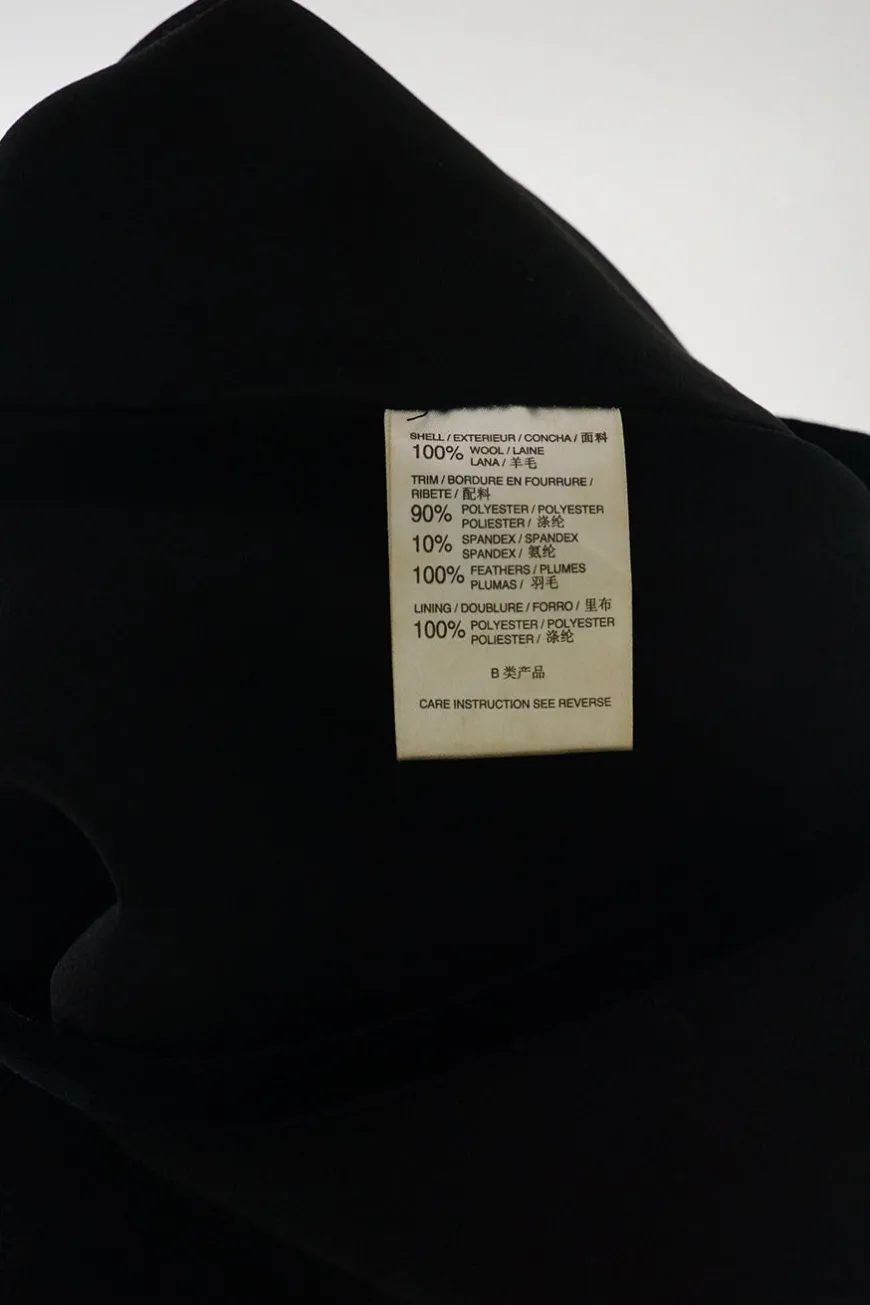 SHELL / EXTERIEUR / CONCHA / 面料
100% WOOL / LAINE
LANA / 羊毛
TRIM / BORDURE EN FOURRURE /
RIBETE / 配料
90% POLYESTER / POLYESTER
POLIESTER / 涤纶
10% SPANDEX / SPANDEX
SPANDEX / 氨纶
100% FEATHERS / PLUMES
PLUMAS / 羽毛
LINING / DOUBLURE / FORRO / 里布
100% POLYESTER / POLYESTER
POLIESTER / 涤纶
B 类产品
CARE INSTRUCTION SEE REVERSE